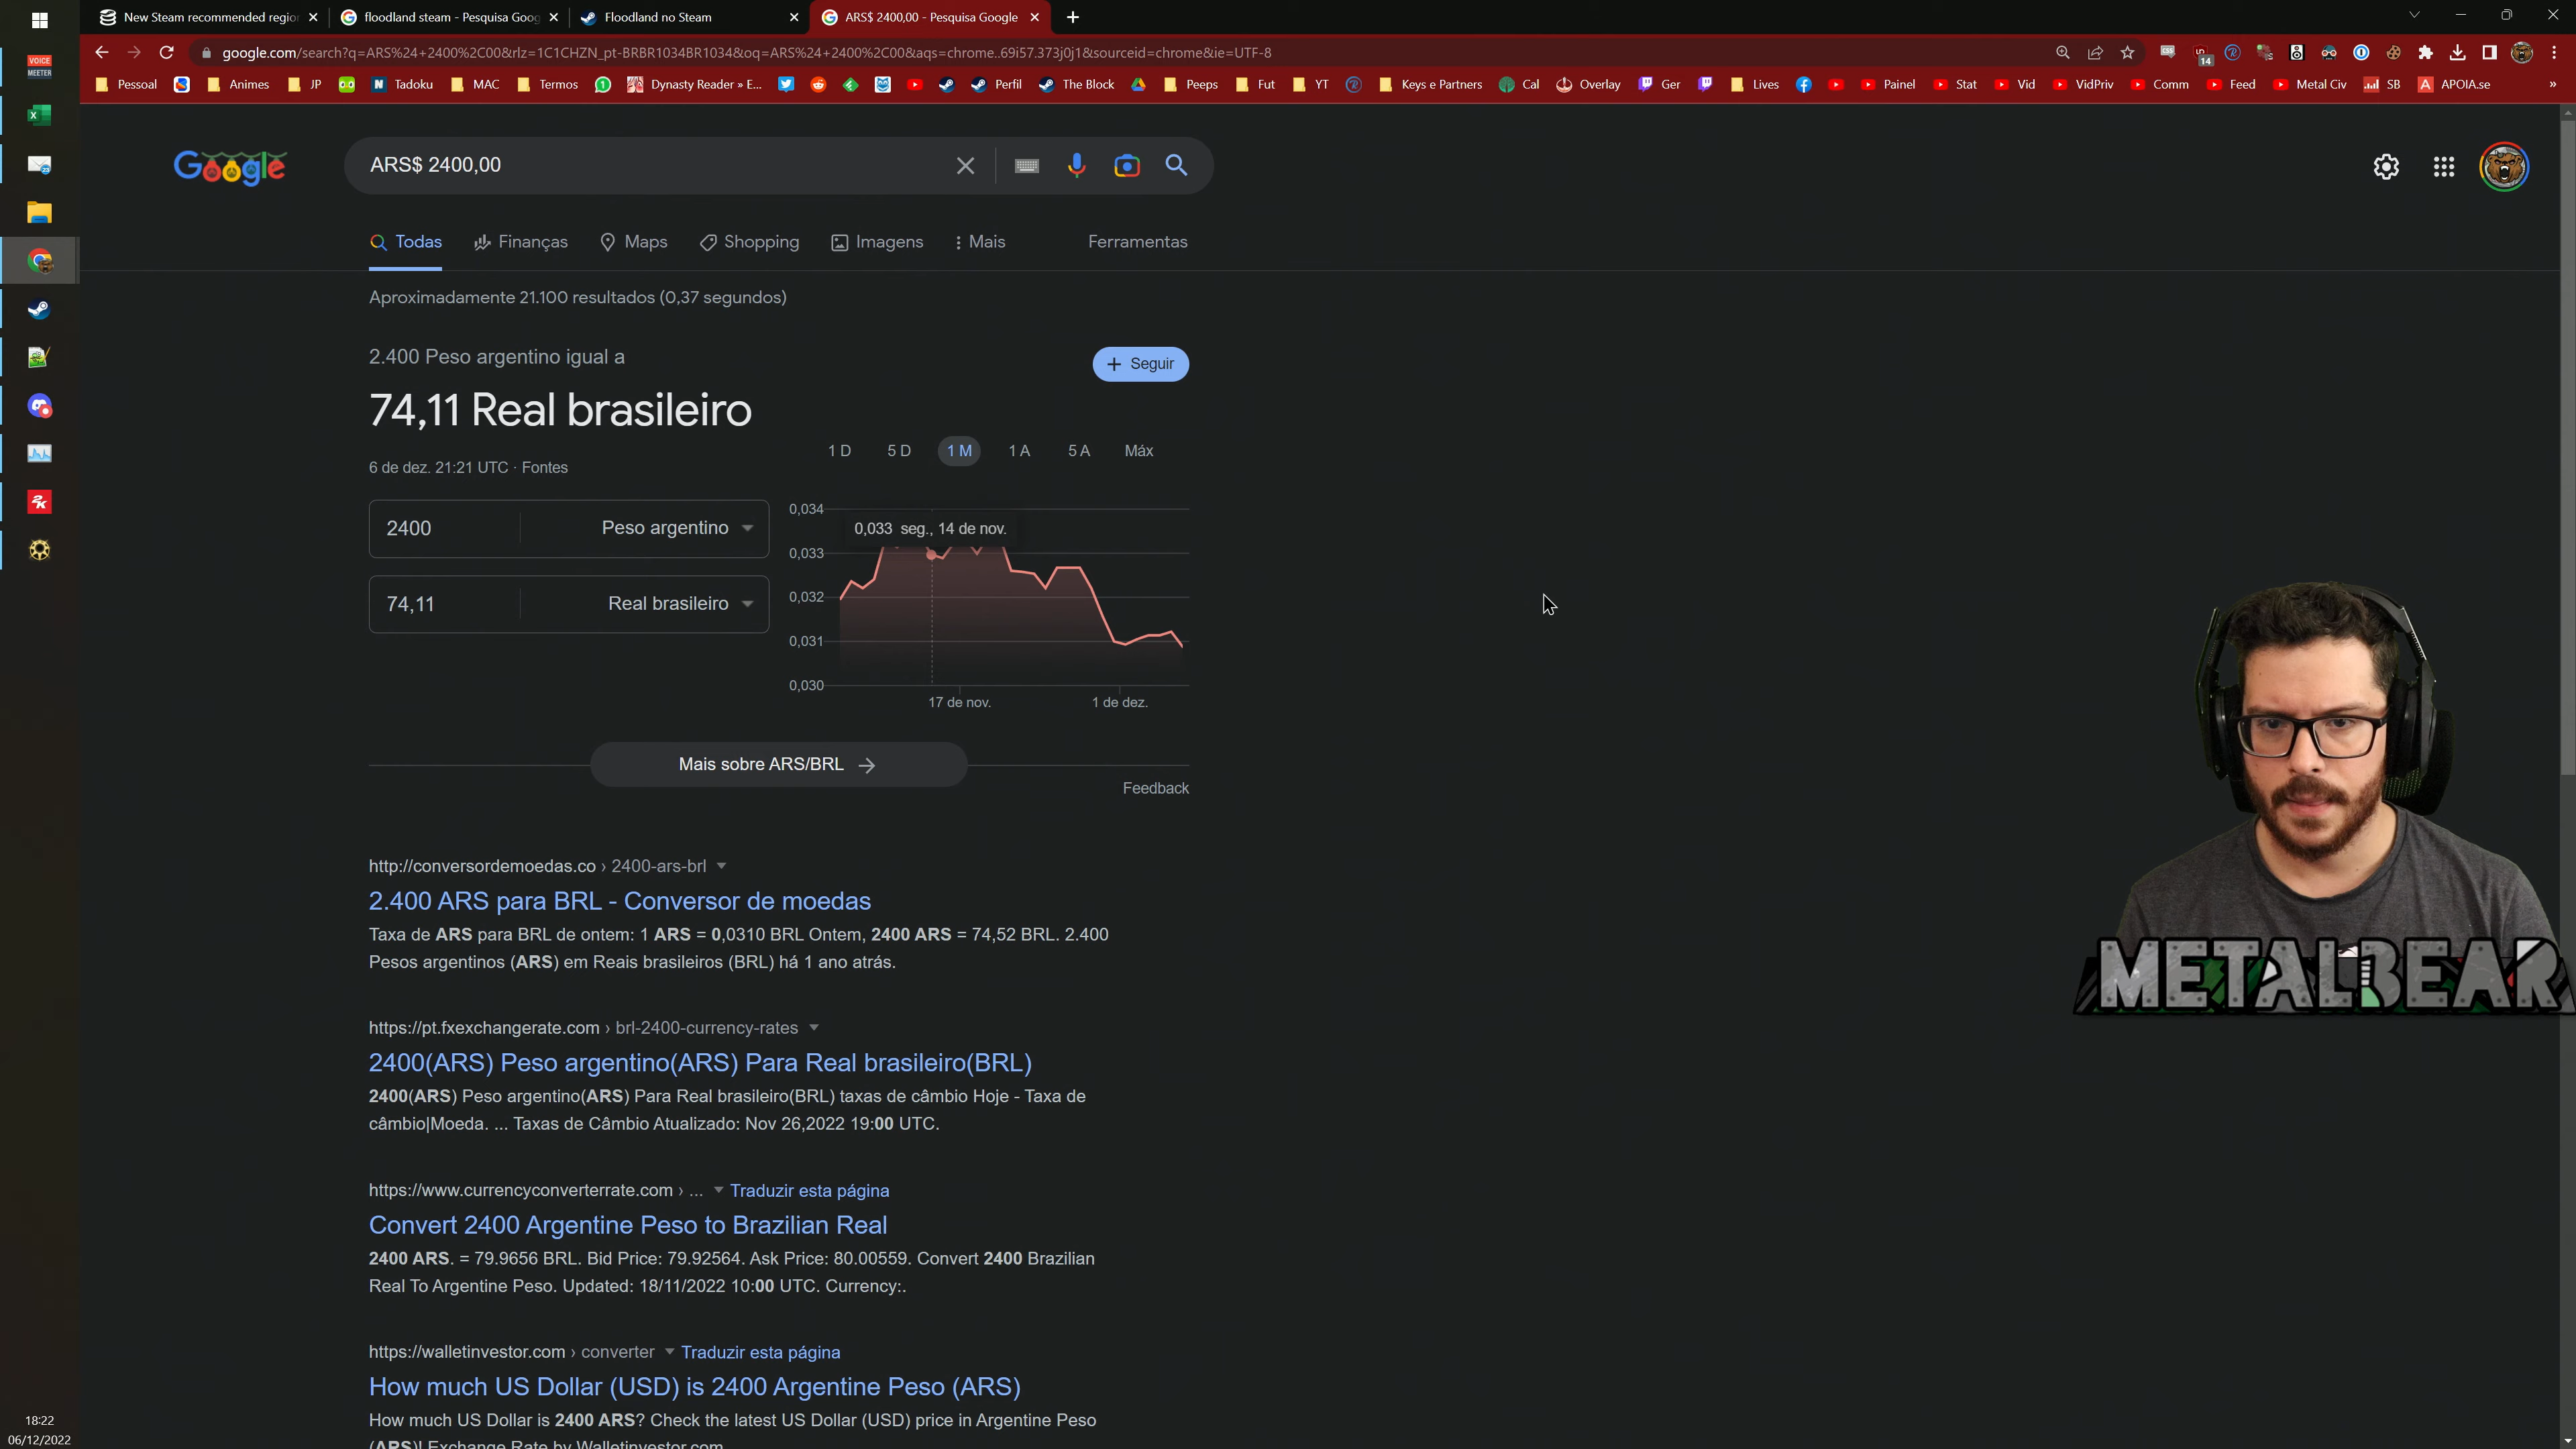 New Steam recommended region
floodland steam - Pesquisa Goog
Floodland no Steam
ARS$ 2400,00 - Pesquisa Google
google.com/search?q=ARS%24+2400%2C00&rlz=1C1CHZN_pt-BRBR1034BR1034&oq=ARS%24+2400%2C00&aqs=chrome..69i57.373j0j1&sourceid=chrome&ie=UTF-8
14
Pessoal
Animes
JP
Tadoku
MAC
Termos
Dynasty Reader » E...
Perfil
The Block
Peeps
Fut
YT
Keys e Partners
Cal
Overlay
Ger
Lives
Painel
Stat
Vid
VidPriv
Comm
Feed
Metal Civ
SB
APOIA.se
»
VOICE
MEETER
Google
ARS$ 2400,00
Todas
Finanças
Maps
Shopping
Imagens
Mais
Ferramentas
Aproximadamente 21.100 resultados (0,37 segundos)
2.400 Peso argentino igual a
Seguir
74,11 Real brasileiro
1 D 5 D 1 M 1 A 5 A Máx
6 de dez. 21:21 UTC · Fontes
2400 Peso argentino
74,11 Real brasileiro
0,034
0,033 seg., 14 de nov.
0,033
0,032
0,031
0,030
17 de nov. 1 de dez.
Mais sobre ARS/BRL
Feedback
http://conversordemoedas.co › 2400-ars-brl
2.400 ARS para BRL - Conversor de moedas
Taxa de ARS para BRL de ontem: 1 ARS = 0,0310 BRL Ontem, 2400 ARS = 74,52 BRL. 2.400
Pesos argentinos (ARS) em Reais brasileiros (BRL) há 1 ano atrás.
https://pt.fxexchangerate.com › brl-2400-currency-rates
2400(ARS) Peso argentino(ARS) Para Real brasileiro(BRL)
2400(ARS) Peso argentino(ARS) Para Real brasileiro(BRL) taxas de câmbio Hoje - Taxa de
câmbio|Moeda. ... Taxas de Câmbio Atualizado: Nov 26,2022 19:00 UTC.
https://www.currencyconverterrate.com › ... Traduzir esta página
Convert 2400 Argentine Peso to Brazilian Real
2400 ARS. = 79.9656 BRL. Bid Price: 79.92564. Ask Price: 80.00559. Convert 2400 Brazilian
Real To Argentine Peso. Updated: 18/11/2022 10:00 UTC. Currency:.
https://walletinvestor.com › converter Traduzir esta página
How much US Dollar (USD) is 2400 Argentine Peso (ARS)
How much US Dollar is 2400 ARS? Check the latest US Dollar (USD) price in Argentine Peso
(ARS)! Exchange Rate by Walletinvestor.com
METALBEAR
18:22
06/12/2022